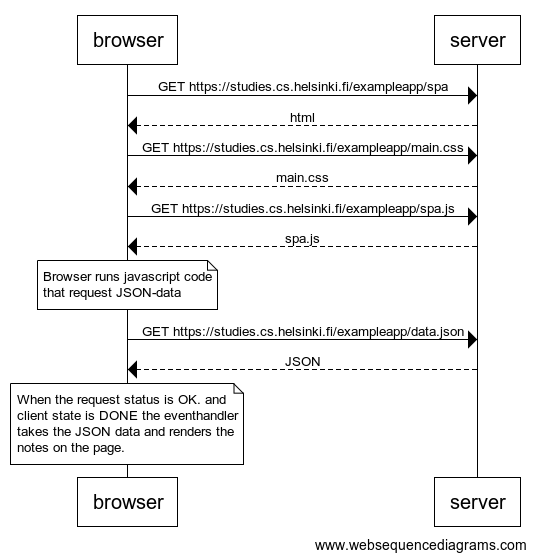 browser
server
GET https://studies.cs.helsinki.fi/exampleapp/spa
html
GET https://studies.cs.helsinki.fi/exampleapp/main.css
main.css
GET https://studies.cs.helsinki.fi/exampleapp/spa.js
spa.js
Browser runs javascript code
that request JSON-data
GET https://studies.cs.helsinki.fi/exampleapp/data.json
JSON
When the request status is OK. and
client state is DONE the eventhandler
takes the JSON data and renders the
notes on the page.
browser
server
www.websequencediagrams.com